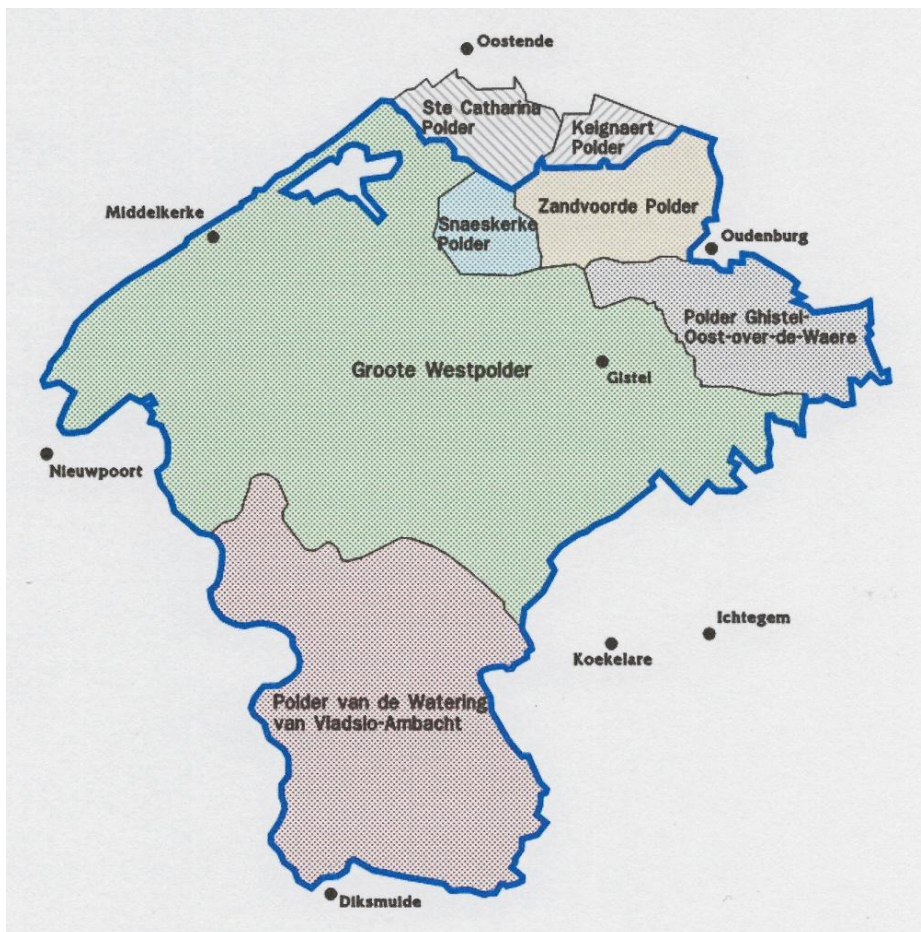 Oostende
Ste Catharina
Polder
Keignaert
Polder
Middelkerke
Snaeskerke
Polder
Zandvoorde Polder
Oudenburg
Polder Ghistel-
Oost-over-de-Waere
Groote Westpolder
Gistel
Nieuwpoort
Ichtegem
Koekelare
Polder van de Watering
van Vladslo-Ambacht
Diksmuide